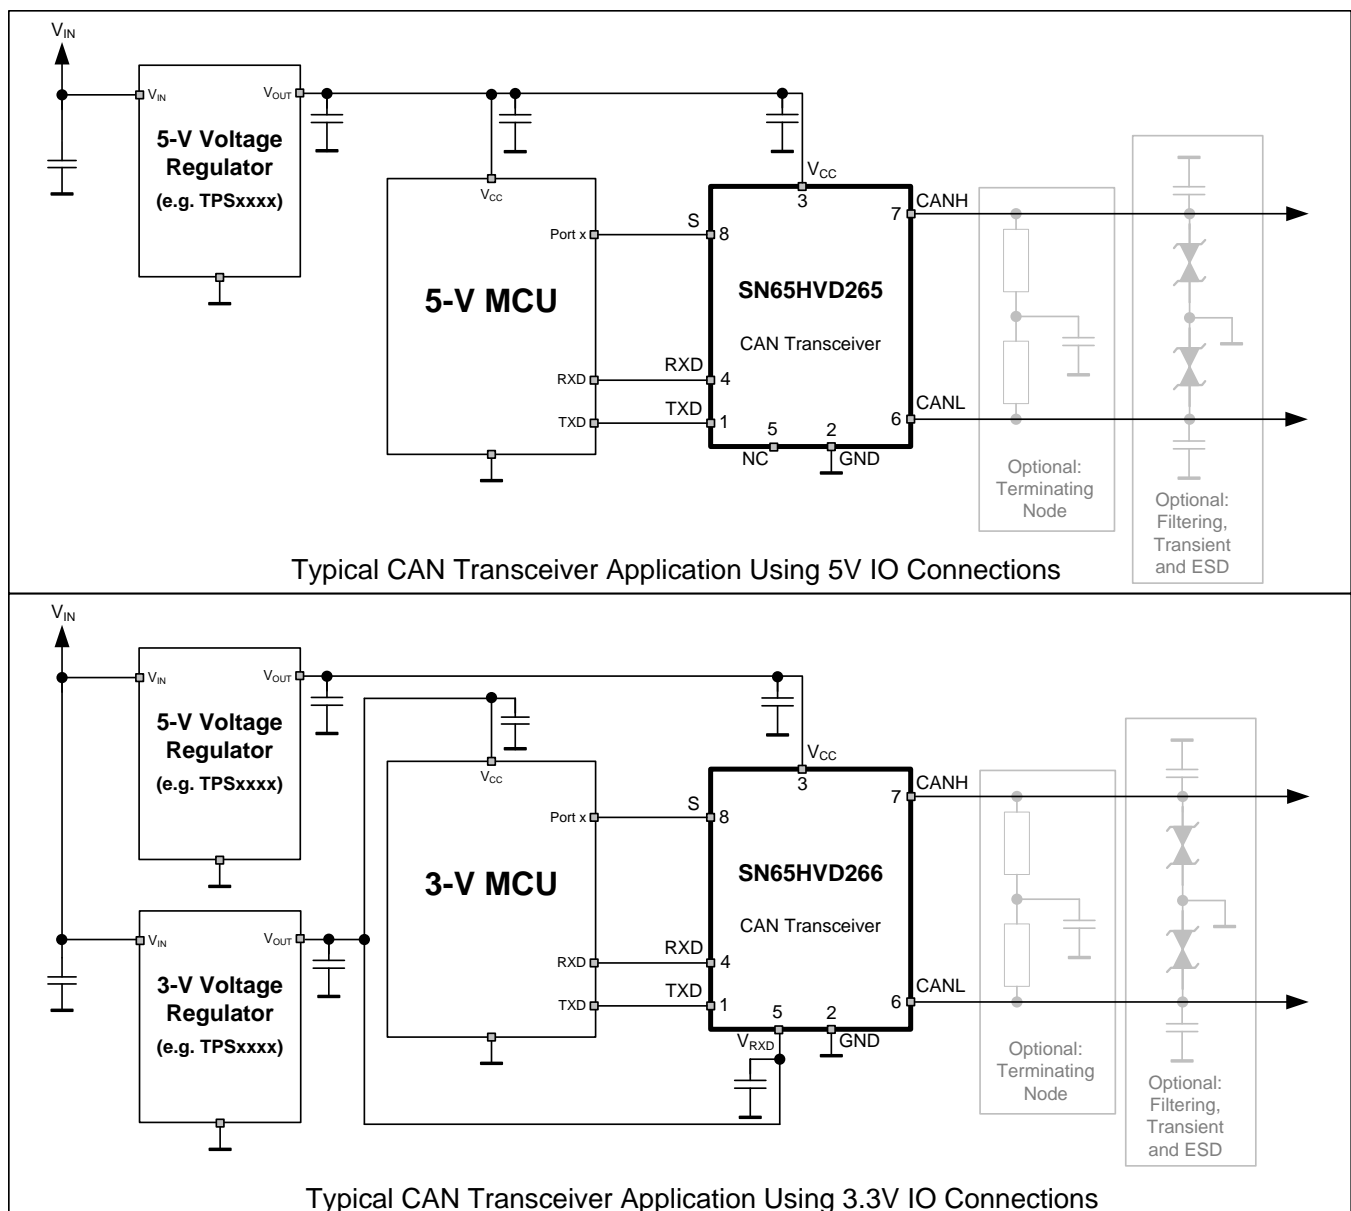 VIN
VIN
VOUT
5-V Voltage
Regulator
(e.g. TPSxxxx)
VCC
Port x
5-V MCU
RXD
TXD
S
RXD
TXD
VCC
3
8
7
CANH
SN65HVD265
CAN Transceiver
4
1
6
CANL
5
2
NC
GND
Optional:
Terminating
Node
Optional:
Filtering,
Transient
and ESD
Typical CAN Transceiver Application Using 5V IO Connections
VIN
VIN
VOUT
5-V Voltage
Regulator
(e.g. TPSxxxx)
VIN
VOUT
3-V Voltage
Regulator
(e.g. TPSxxxx)
VCC
Port x
3-V MCU
RXD
TXD
S
RXD
TXD
VCC
3
8
7
CANH
SN65HVD266
CAN Transceiver
4
1
6
CANL
5
2
VRXD
GND
Optional:
Terminating
Node
Optional:
Filtering,
Transient
and ESD
Typical CAN Transceiver Application Using 3.3V IO Connections